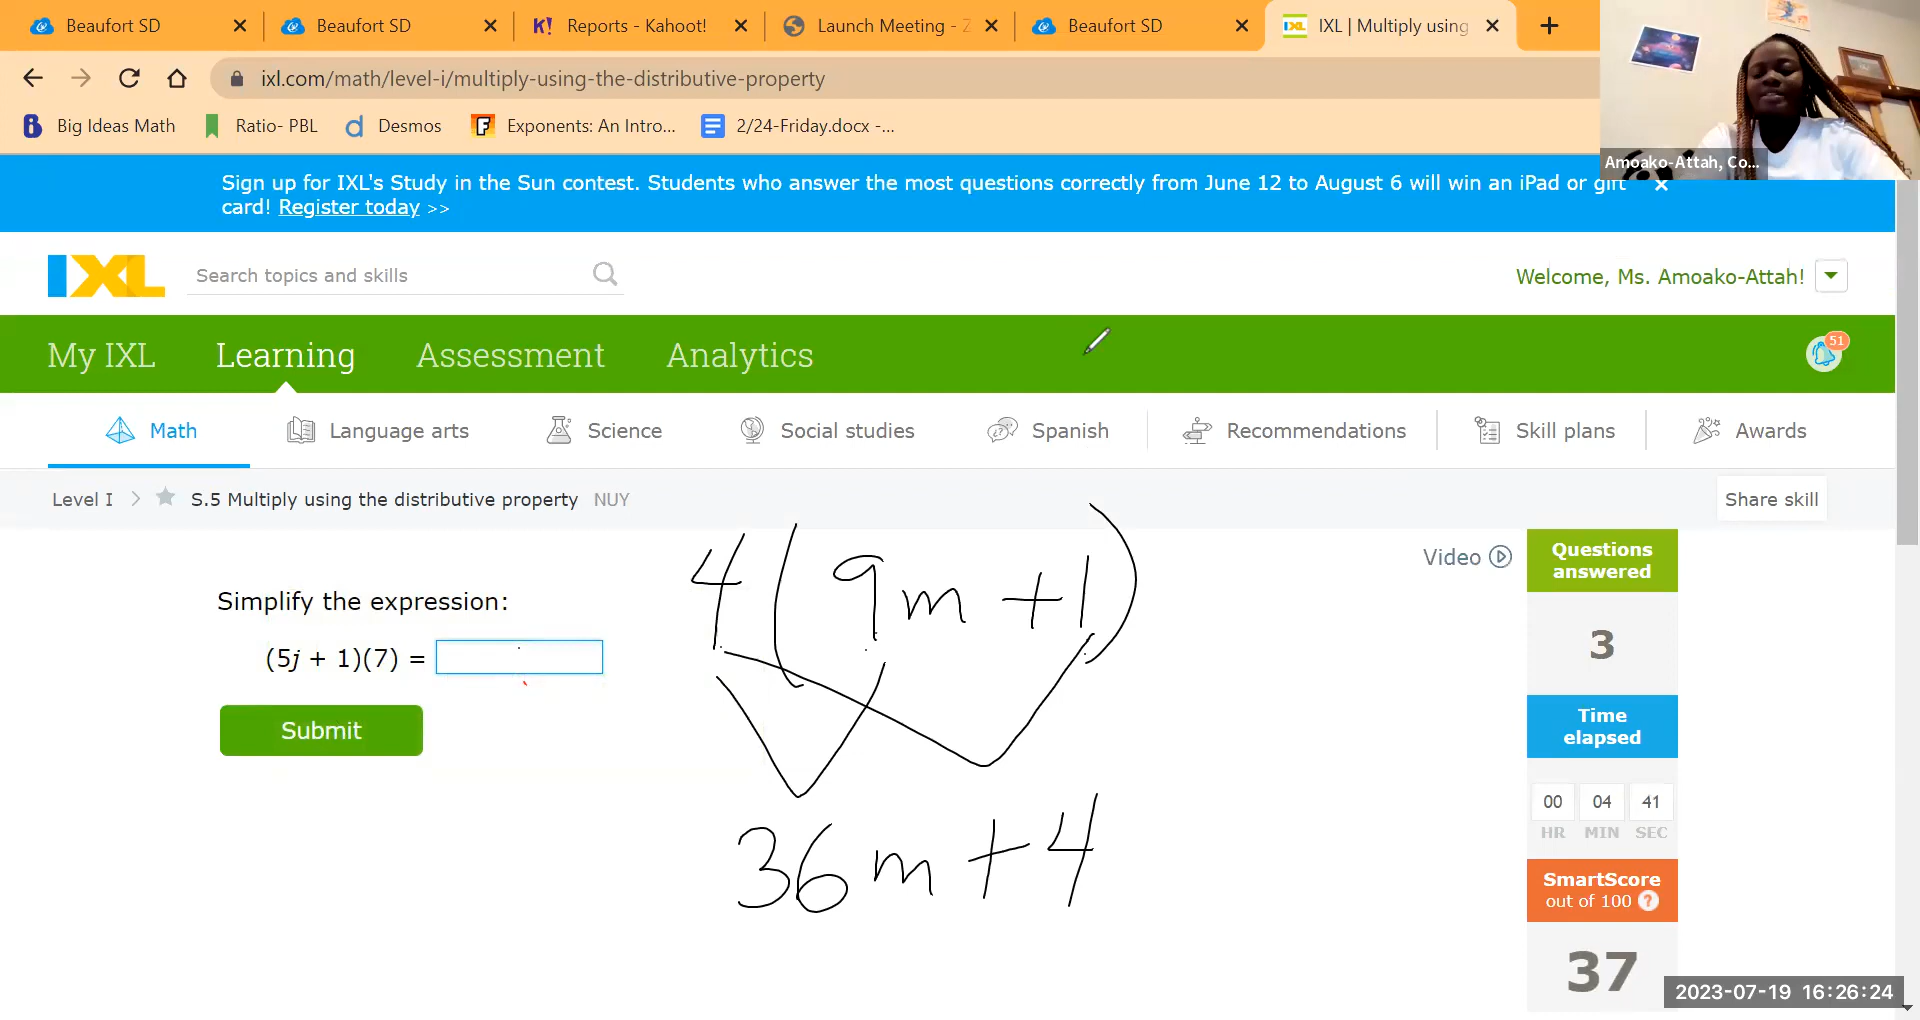 Beaufort SD
Beaufort SD
K! Reports - Kahoot!
Launch Meeting - Z
Beaufort SD
IXL | Multiply using
ixl.com/math/level-i/multiply-using-the-distributive-property
Big Ideas Math
Ratio- PBL
Desmos
Exponents: An Intro...
2/24-Friday.docx -...
Amoako-Attah, Co...
Sign up for IXL's Study in the Sun contest. Students who answer the most questions correctly from June 12 to August 6 will win an iPad or gift
card! Register today >>
IXL
Search topics and skills
Welcome, Ms. Amoako-Attah!
My IXL
Learning
Assessment
Analytics
51
Math
Language arts
Science
Social studies
Spanish
Recommendations
Skill plans
Awards
Level I > S.5 Multiply using the distributive property NUY
Share skill
Video
Simplify the expression:
(5j + 1)(7) =
Submit
4(9m+1)
36m+4
Questions
answered
3
Time
elapsed
00 04 41
HR MIN SEC
SmartScore
out of 100 ?
37
2023-07-19 16:26:24